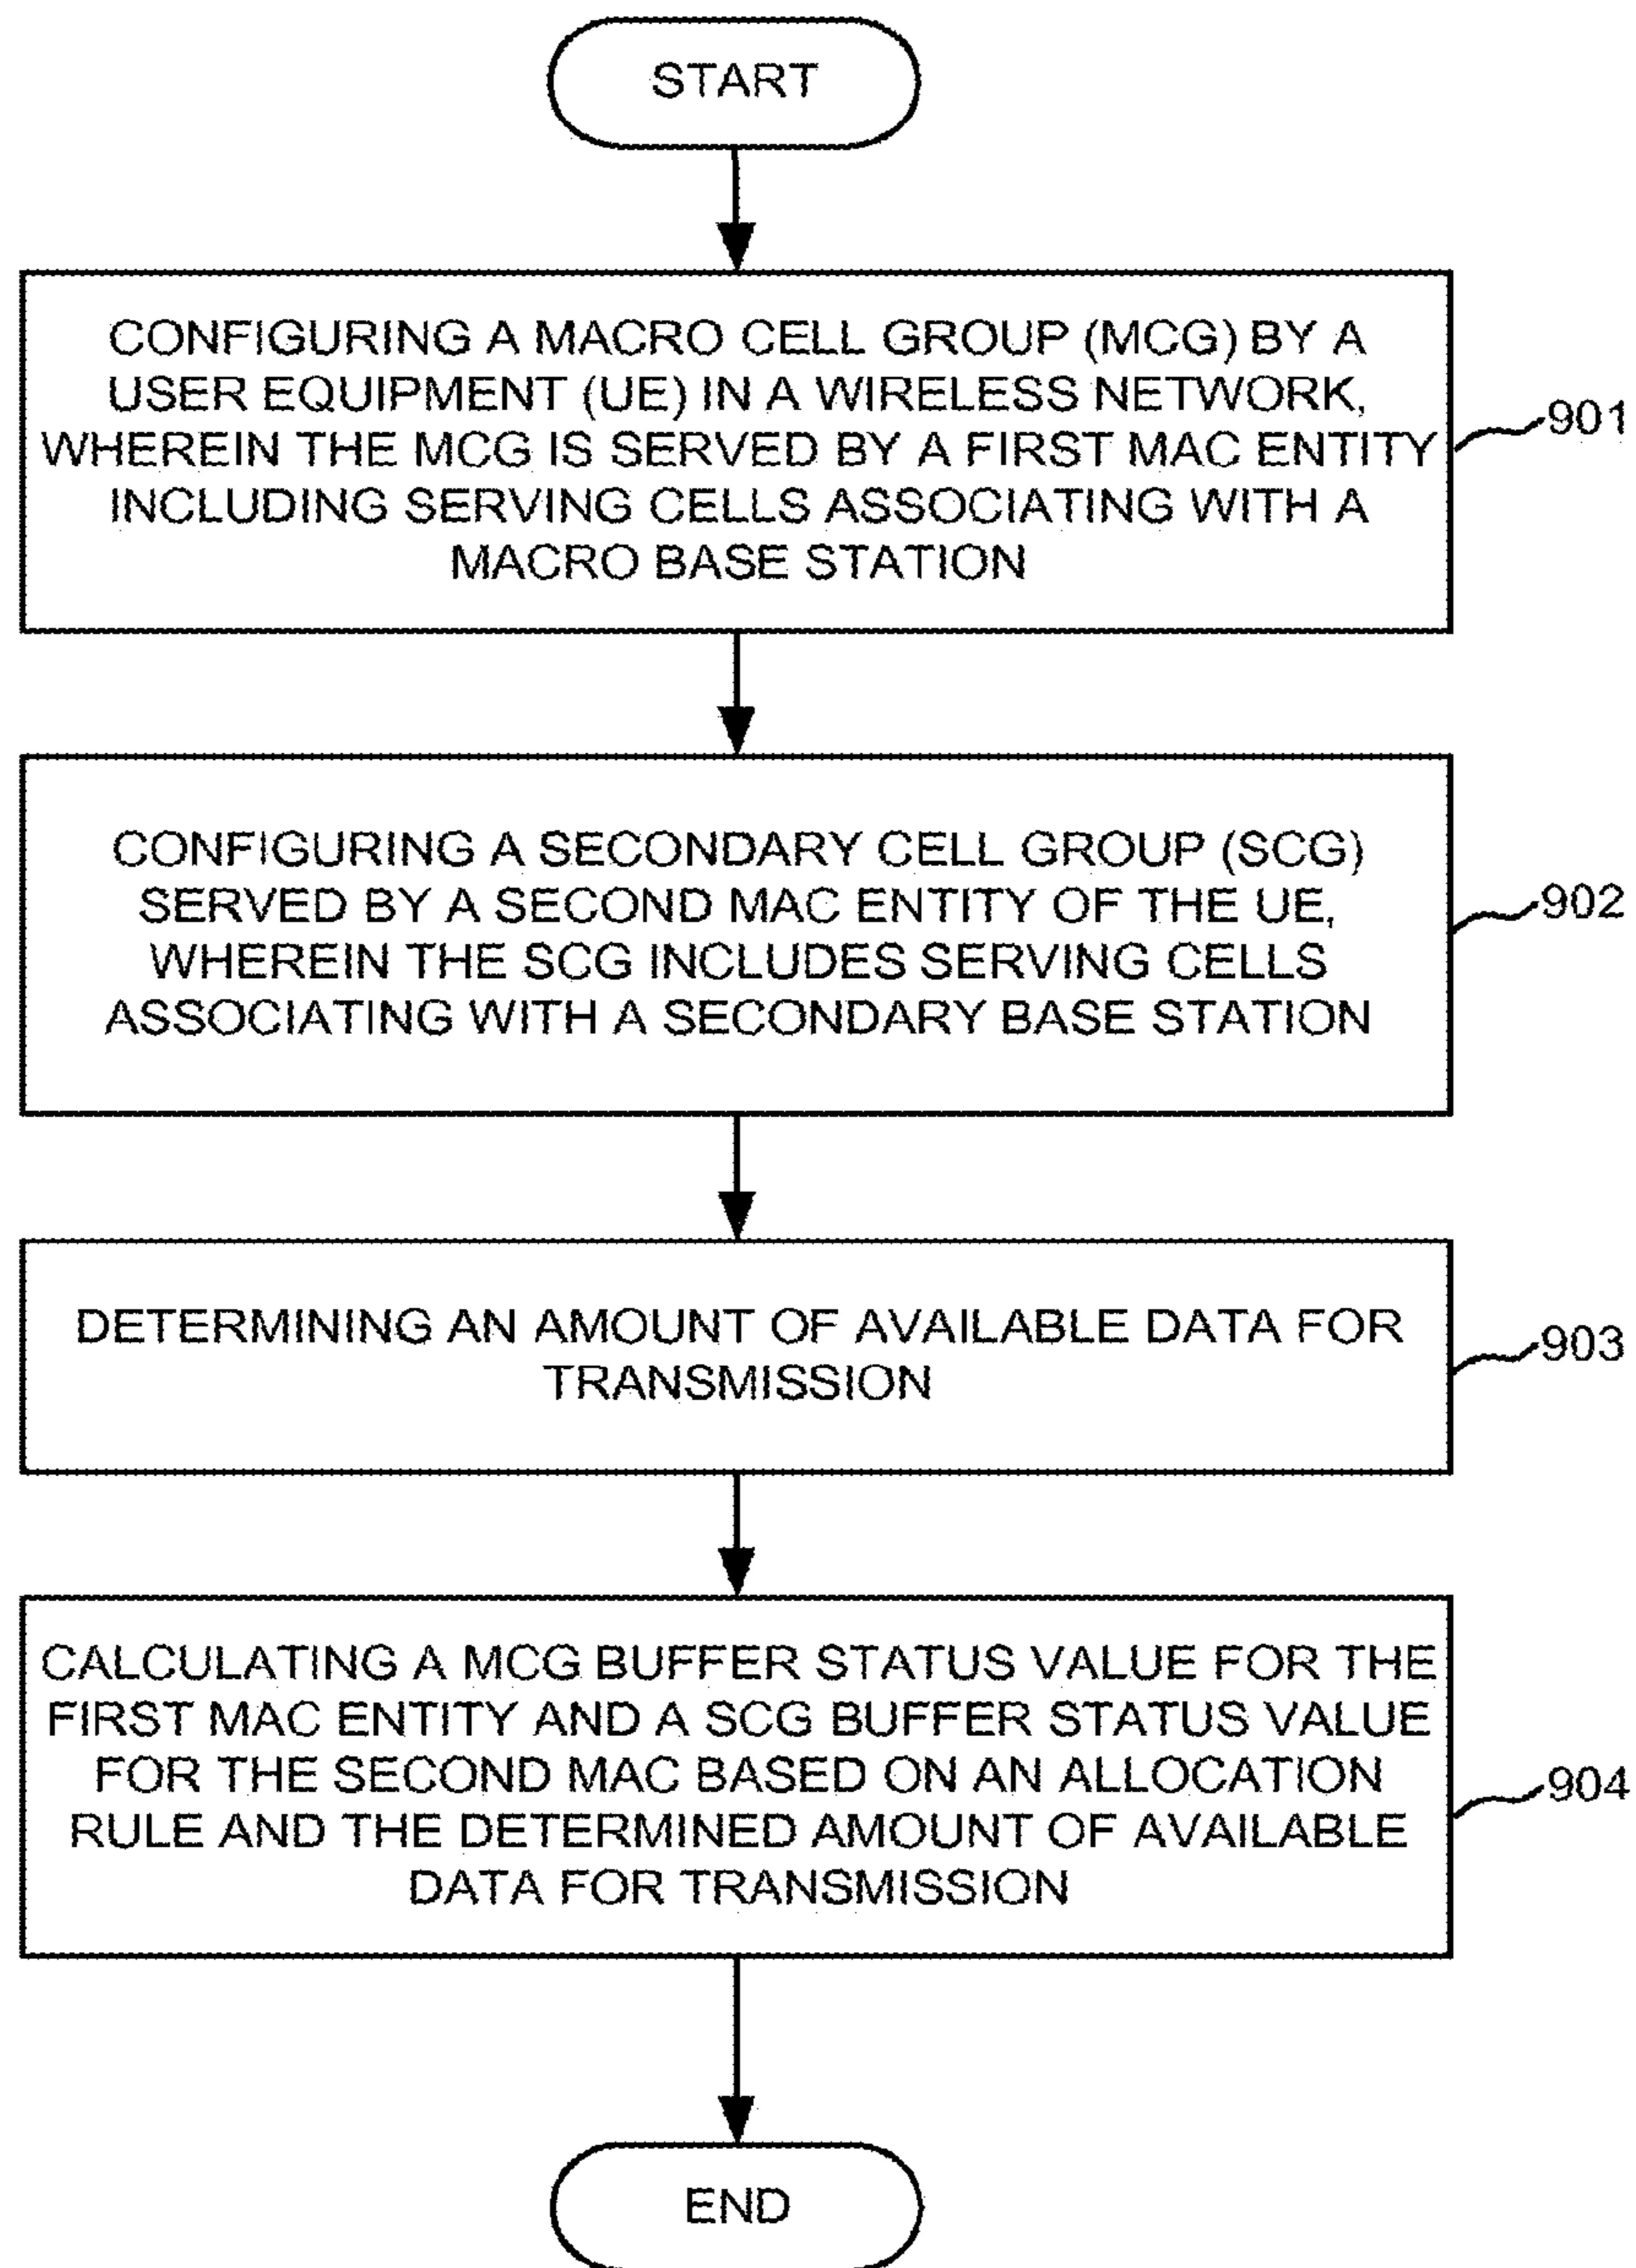 START
CONFIGURING A MACRO CELL GROUP (MCG) BY A
USER EQUIPMENT (UE) IN A WIRELESS NETWORK,
WHEREIN THE MCG IS SERVED BY A FIRST MAC ENTITY
INCLUDING SERVING CELLS ASSOCIATING WITH A
MACRO BASE STATION
901
CONFIGURING A SECONDARY CELL GROUP (SCG)
SERVED BY A SECOND MAC ENTITY OF THE UE,
WHEREIN THE SCG INCLUDES SERVING CELLS
ASSOCIATING WITH A SECONDARY BASE STATION
902
DETERMINING AN AMOUNT OF AVAILABLE DATA FOR
TRANSMISSION
903
CALCULATING A MCG BUFFER STATUS VALUE FOR THE
FIRST MAC ENTITY AND A SCG BUFFER STATUS VALUE
FOR THE SECOND MAC BASED ON AN ALLOCATION
RULE AND THE DETERMINED AMOUNT OF AVAILABLE
DATA FOR TRANSMISSION
904
END